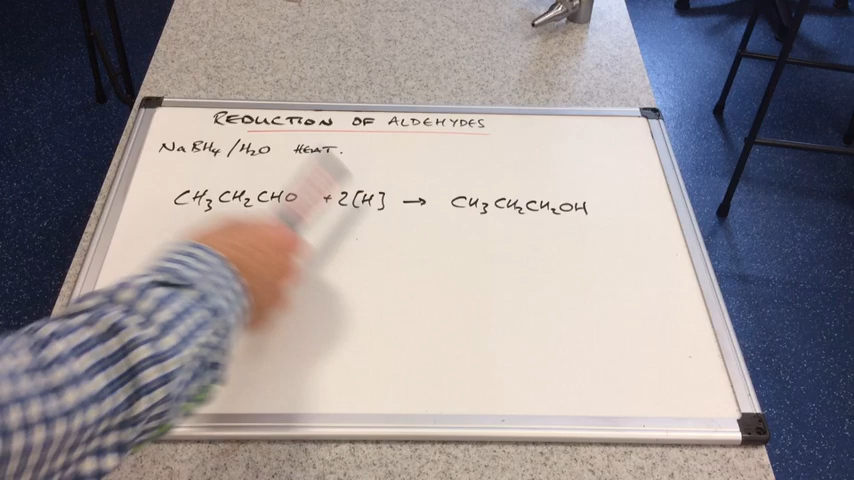 REDUCTION OF ALDEHYDES
NaBH₄/H₂O HEAT.
CH₃CH₂CHO + 2[H] → CH₃CH₂CH₂OH